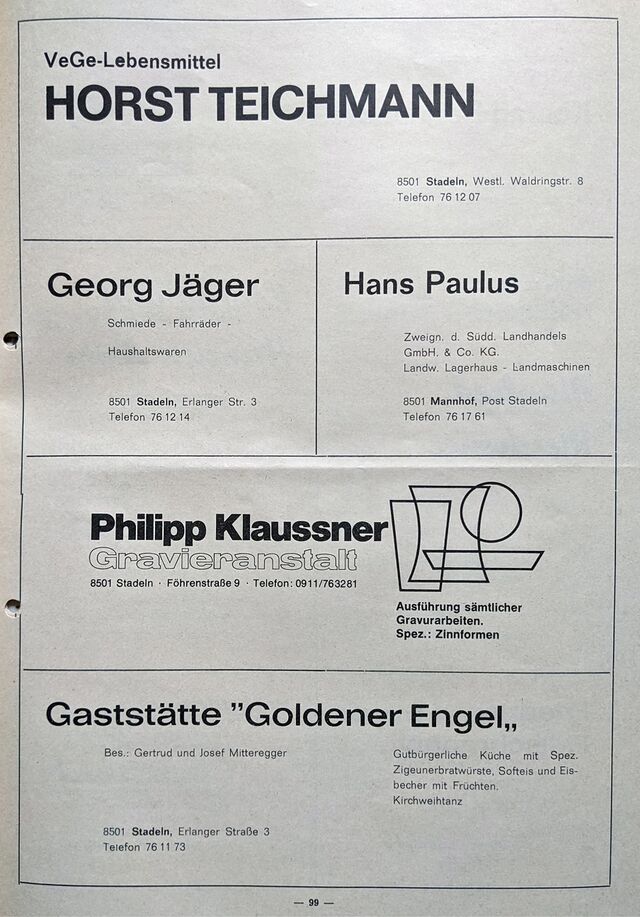 VeGe-Lebensmittel
HORST TEICHMANN
8501 Stadeln, Westl. Waldringstr. 8
Telefon 76 12 07
Georg Jäger
Schmiede - Fahrräder -
Haushaltswaren
8501 Stadeln, Erlanger Str. 3
Telefon 76 12 14
Hans Paulus
Zweign. d. Südd. Landhandels
GmbH. & Co. KG.
Landw. Lagerhaus - Landmaschinen
8501 Mannhof, Post Stadeln
Telefon 76 17 61
Philipp Klaussner
Gravieranstalt
8501 Stadeln · Föhrenstraße 9 · Telefon: 0911/763281
Ausführung sämtlicher
Gravurarbeiten.
Spez.: Zinnformen
Gaststätte ”Goldener Engel„
Bes.: Gertrud und Josef Mitteregger
Gutbürgerliche Küche mit Spez.
Zigeunerbratwürste, Softeis und Eis-
becher mit Früchten.
Kirchweihtanz
8501 Stadeln, Erlanger Straße 3
Telefon 76 11 73
— 99 —